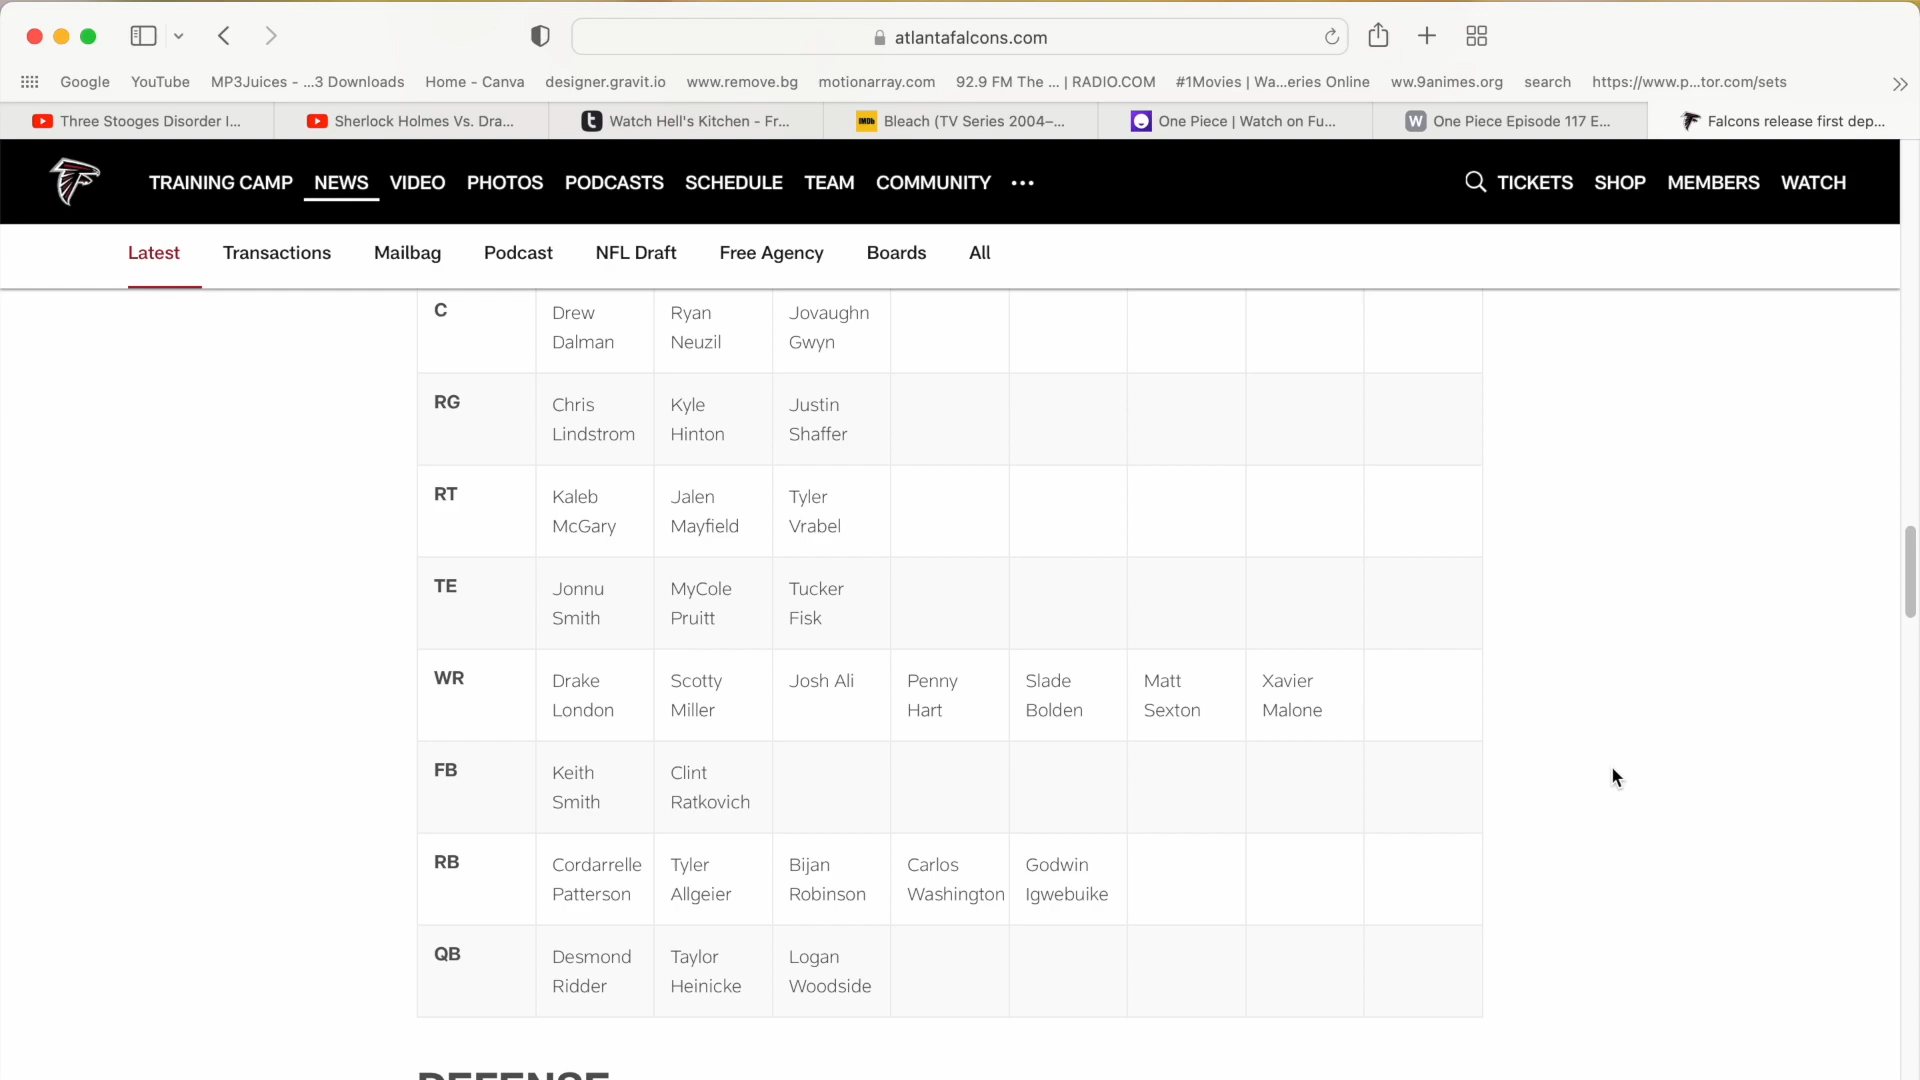 atlantafalcons.com
Google YouTube MP3Juices - ...3 Downloads Home - Canva designer.gravit.io www.remove.bg motionarray.com 92.9 FM The ... | RADIO.COM #1Movies | Wa...eries Online ww.9animes.org search https://www.p...tor.com/sets
Three Stooges Disorder I... Sherlock Holmes Vs. Dra... t Watch Hell's Kitchen - Fr... IMDb Bleach (TV Series 2004–... One Piece | Watch on Fu... W One Piece Episode 117 E... Falcons release first dep...
TRAINING CAMP NEWS VIDEO PHOTOS PODCASTS SCHEDULE TEAM COMMUNITY ••• TICKETS SHOP MEMBERS WATCH
Latest Transactions Mailbag Podcast NFL Draft Free Agency Boards All
C Drew Ryan Jovaughn
Dalman Neuzil Gwyn
RG Chris Kyle Justin
Lindstrom Hinton Shaffer
RT Kaleb Jalen Tyler
McGary Mayfield Vrabel
TE Jonnu MyCole Tucker
Smith Pruitt Fisk
WR Drake Scotty Josh Ali Penny Slade Matt Xavier
London Miller Hart Bolden Sexton Malone
FB Keith Clint
Smith Ratkovich
RB Cordarrelle Tyler Bijan Carlos Godwin
Patterson Allgeier Robinson Washington Igwebuike
QB Desmond Taylor Logan
Ridder Heinicke Woodside
DEFENSE